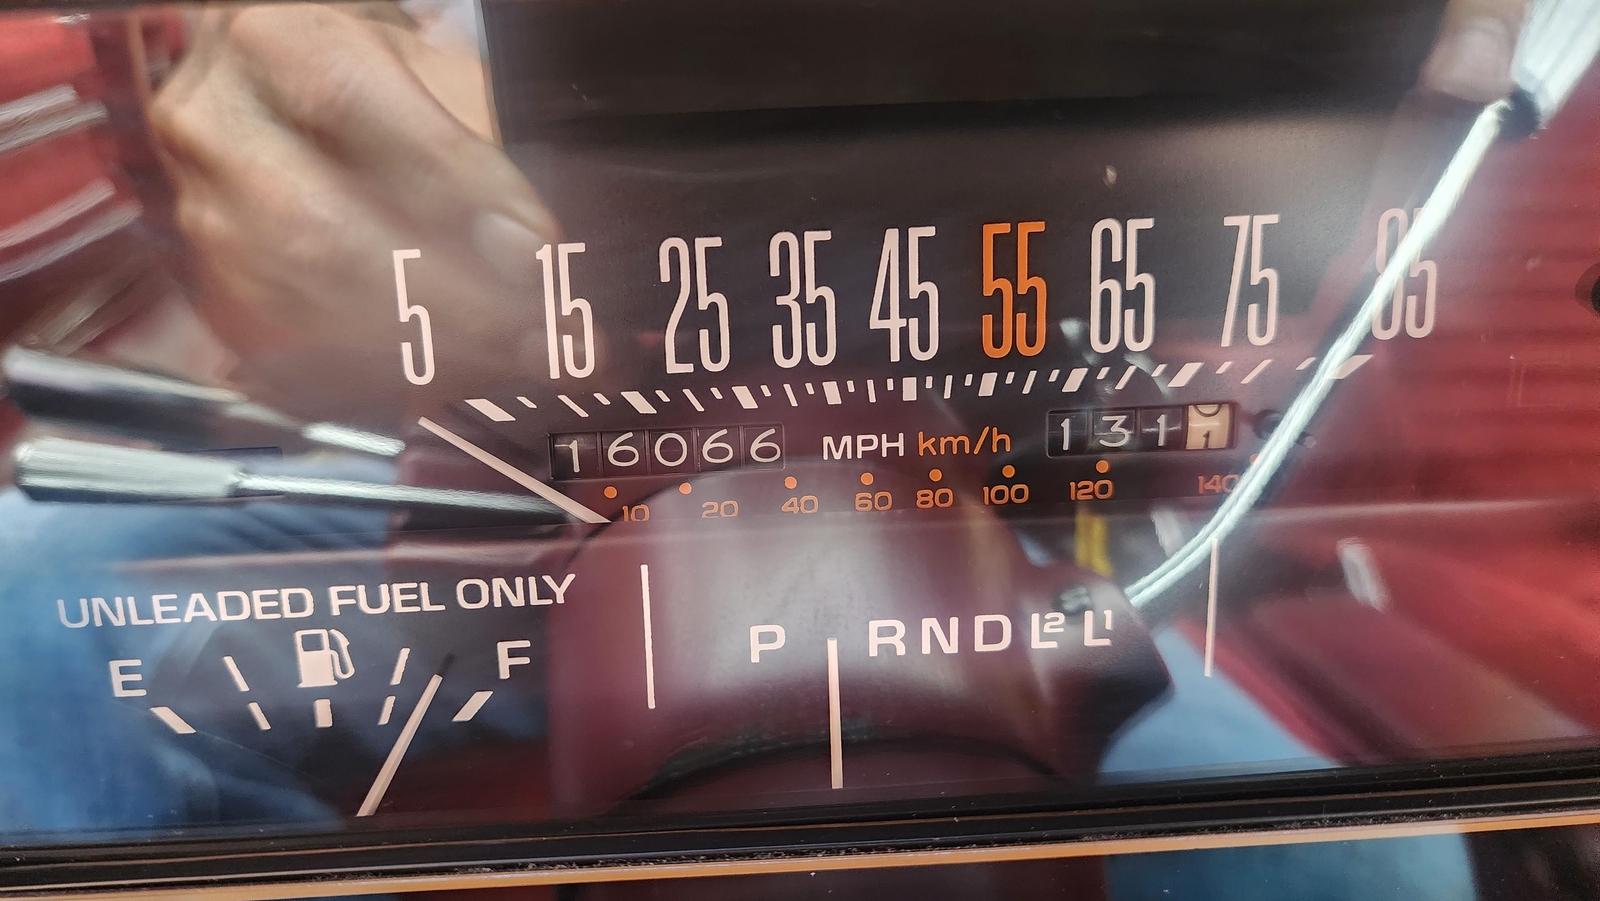 5 15 25 35 45 55 65 75 85
16066 MPH km/h 1311
10 20 40 60 80 100 120 140
UNLEADED FUEL ONLY
E F
P R N D L2 L1